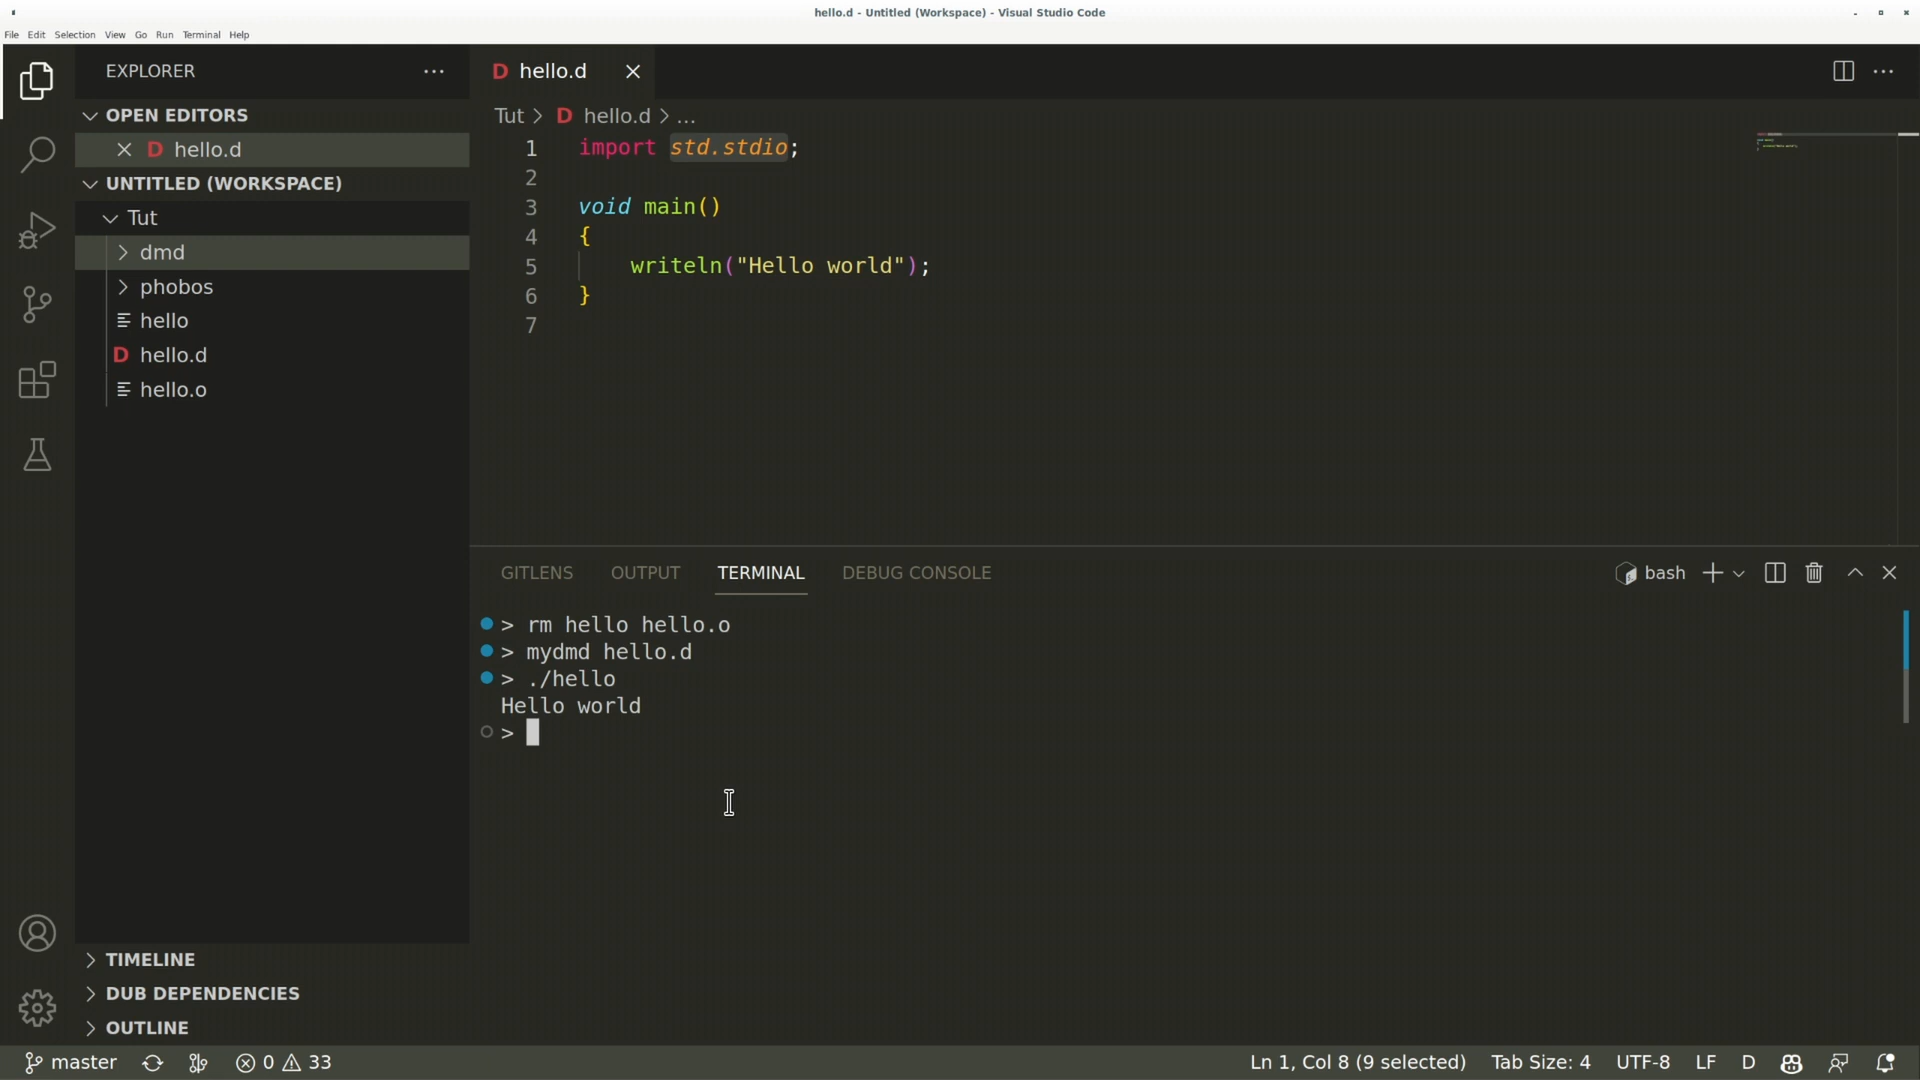 hello.d - Untitled (Workspace) - Visual Studio Code
File Edit Selection View Go Run Terminal Help
EXPLORER
OPEN EDITORS
D hello.d
UNTITLED (WORKSPACE)
Tut
dmd
phobos
hello
D hello.d
hello.o
TIMELINE
DUB DEPENDENCIES
OUTLINE
D hello.d
Tut > D hello.d > ...
1 import std.stdio;
2
3 void main()
4 {
5 writeln("Hello world");
6 }
7
GITLENS OUTPUT TERMINAL DEBUG CONSOLE
bash
> rm hello hello.o
> mydmd hello.d
> ./hello
Hello world
>
master 0 33
Ln 1, Col 8 (9 selected) Tab Size: 4 UTF-8 LF D